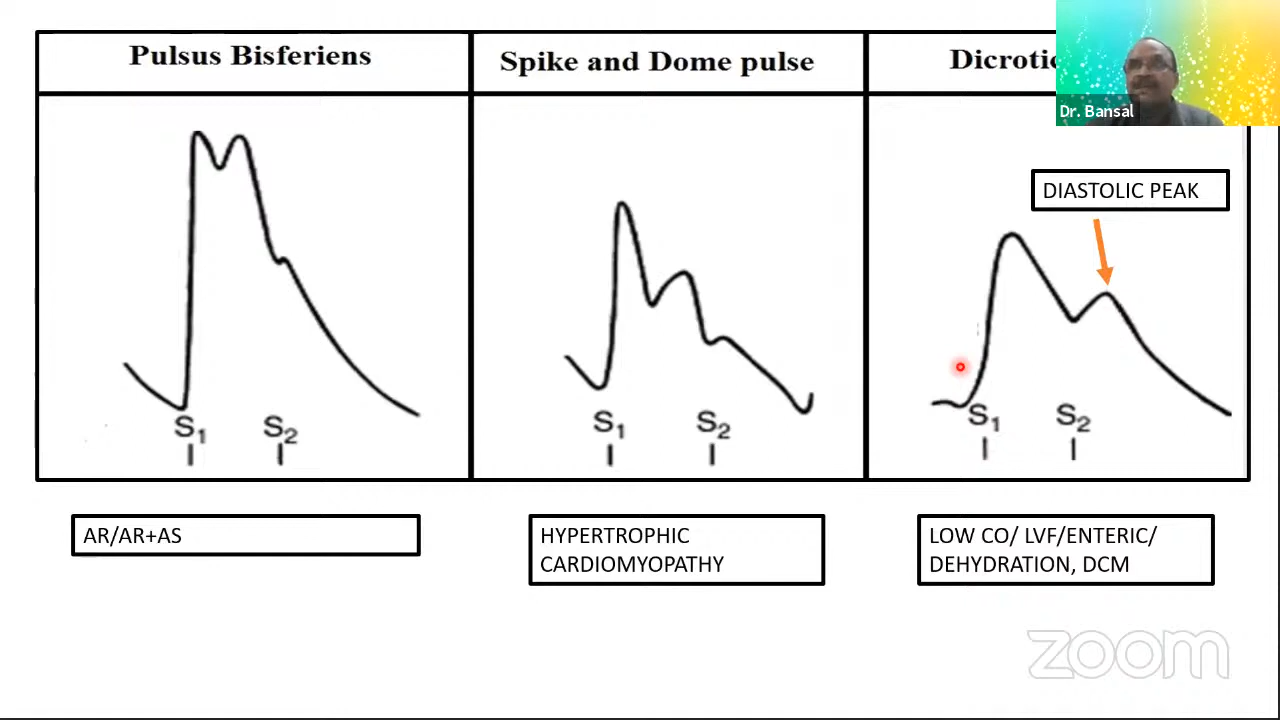 Pulsus Bisferiens
Spike and Dome pulse
Dicrotic
Dr. Bansal
DIASTOLIC PEAK
S1
S2
S1
S2
S1
S2
AR/AR+AS
HYPERTROPHIC
CARDIOMYOPATHY
LOW CO/ LVF/ENTERIC/
DEHYDRATION, DCM
zoom